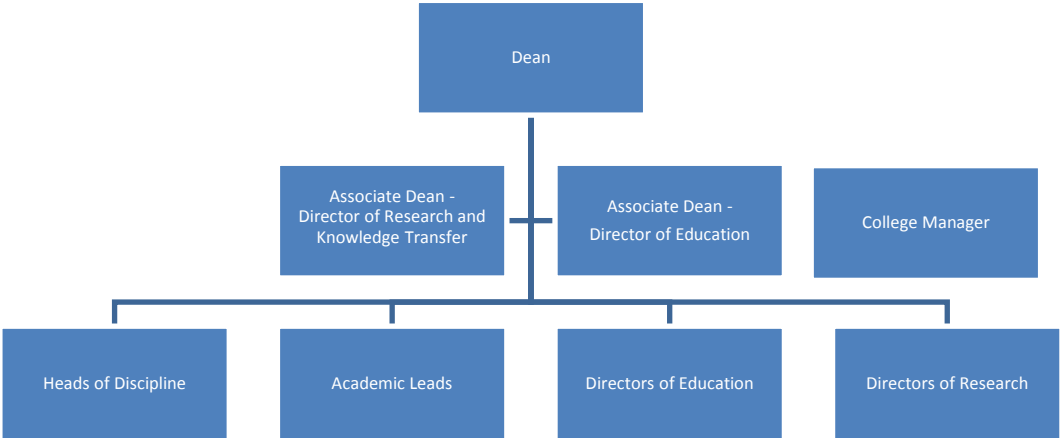 Dean
Associate Dean -
Director of Research and
Knowledge Transfer
Associate Dean -
Director of Education
College Manager
Heads of Discipline
Academic Leads
Directors of Education
Directors of Research